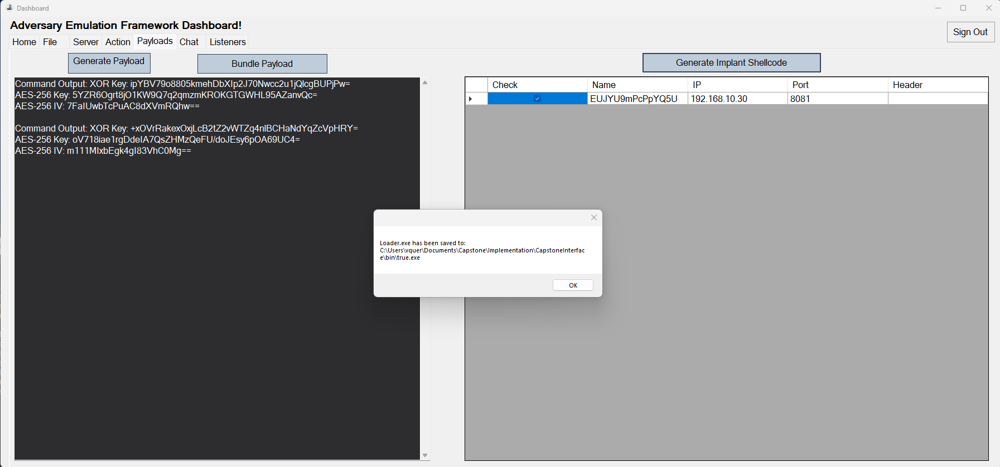 Dashboard
Adversary Emulation Framework Dashboard!
Sign Out
Home File Server Action Payloads Chat Listeners
Generate Payload Bundle Payload
Generate Implant Shellcode
Command Output: XOR Key: ipYBV79o8805kmehDbXIp2J70Nwcc2u1jQlcgBUPjPw=
AES-256 Key: 5YZR6Ogrt8jO1KW9Q7q2qmzmKROKGTGWHL95AZanvQc=
AES-256 IV: 7FaIUwbTcPuAC8dXVmRQhw==
Command Output: XOR Key: +xOVrRakexOxjLcB2tZ2vWTZq4nlBCHaNdYqZcVpHRY=
AES-256 Key: oV718iae1rgDdeIA7QsZHMzQeFU/doJEsy6pOA69UC4=
AES-256 IV: m111MIxbEgk4gI83VhC0Mg==
Check Name IP Port Header
EUJYU9mPcPpYQ5U 192.168.10.30 8081
Loader.exe has been saved to:
C:\Users\vquer\Documents\Capstone\Implementation\CapstoneInterfac
e\bin\true.exe
OK